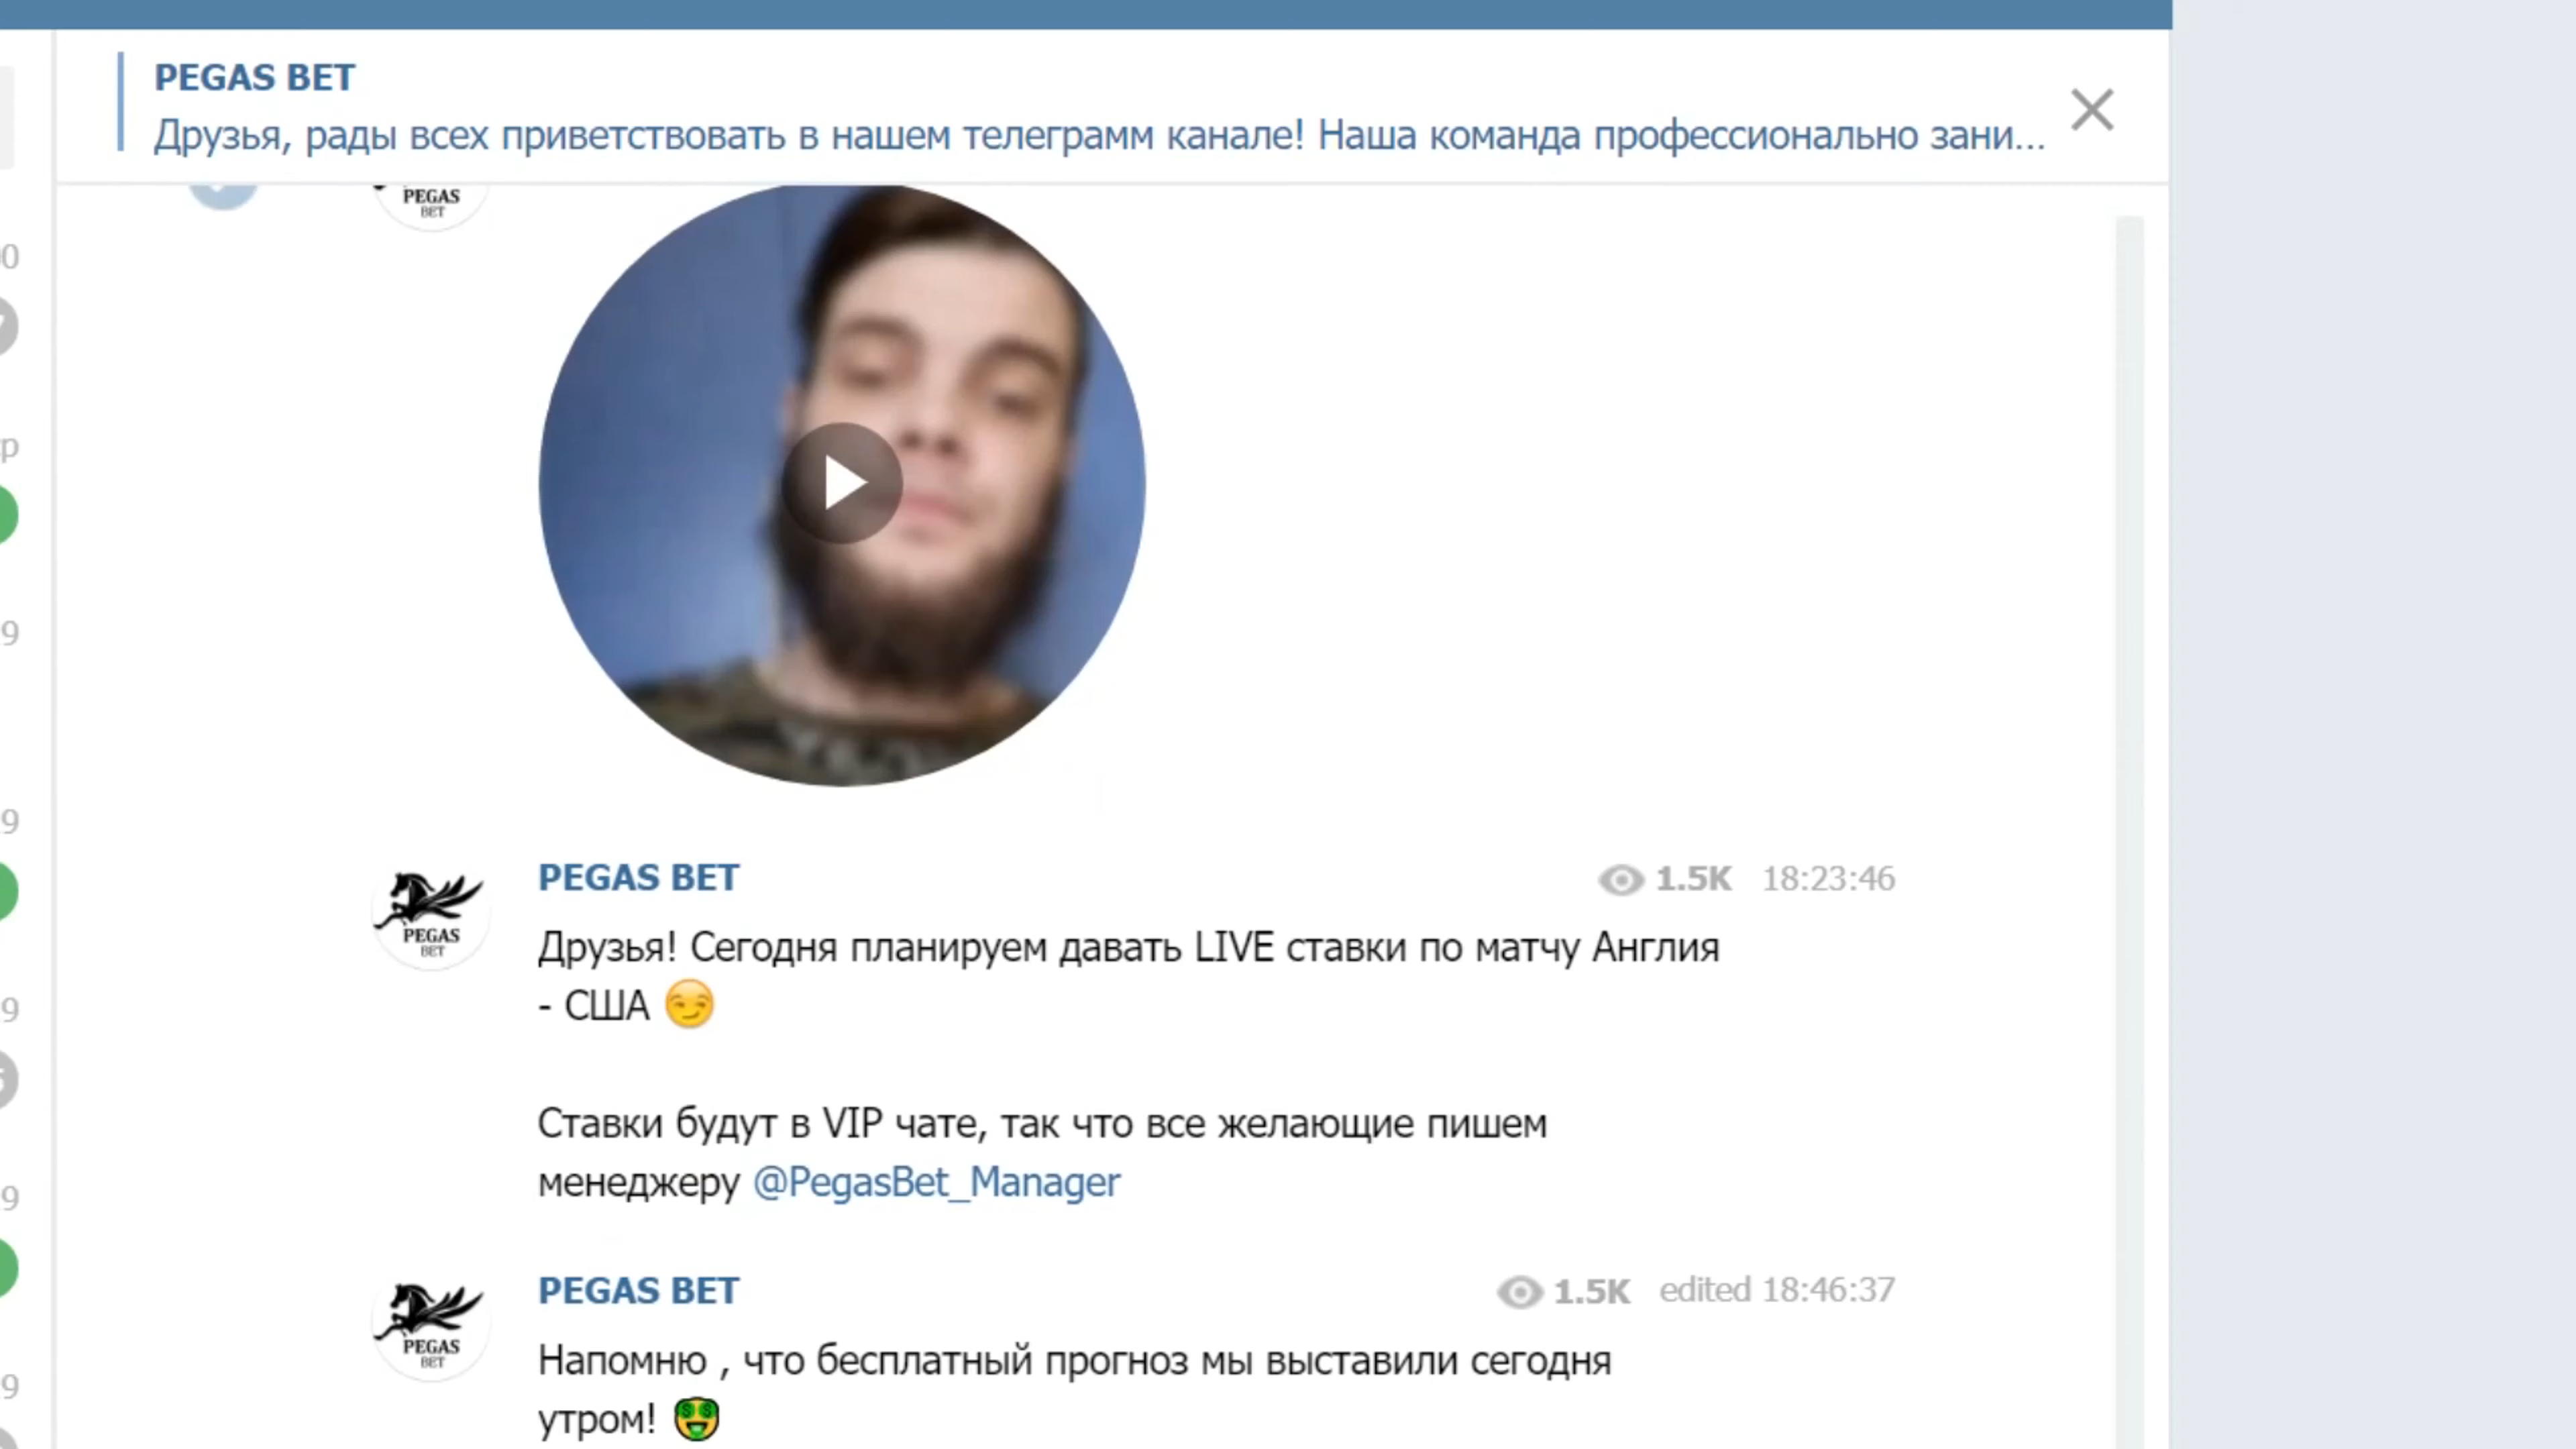 PEGAS BET
Друзья, рады всех приветствовать в нашем телеграмм канале! Наша команда профессионально зани...
PEGAS
BET
PEGAS BET
1.5K 18:23:46
Друзья! Сегодня планируем давать LIVE ставки по матчу Англия
- США
PEGAS
BET
Ставки будут в VIP чате, так что все желающие пишем
менеджеру @PegasBet_Manager
PEGAS BET
1.5K edited 18:46:37
Напомню , что бесплатный прогноз мы выставили сегодня
утром!
PEGAS
BET